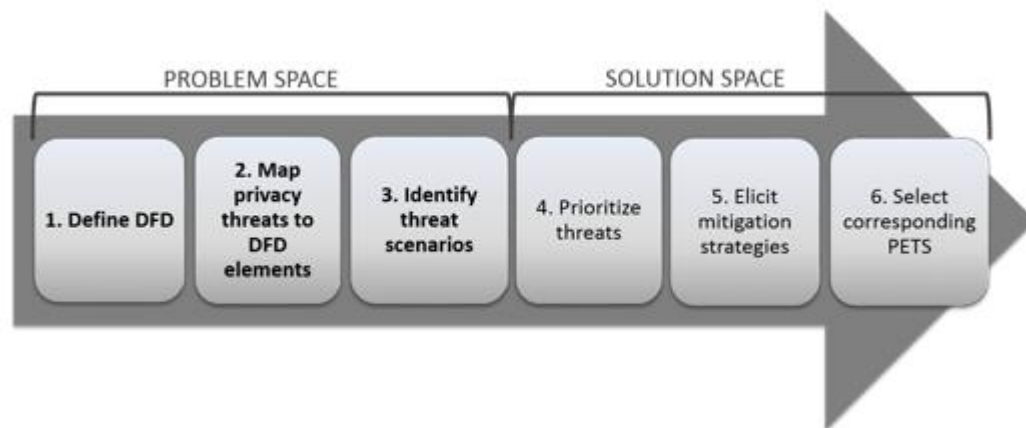 PROBLEM SPACE
SOLUTION SPACE
1. Define DFD
2. Map
privacy
threats to
DFD
elements
3. Identify
threat
scenarios
4. Prioritize
threats
5. Elicit
mitigation
strategies
6. Select
corresponding
PETS